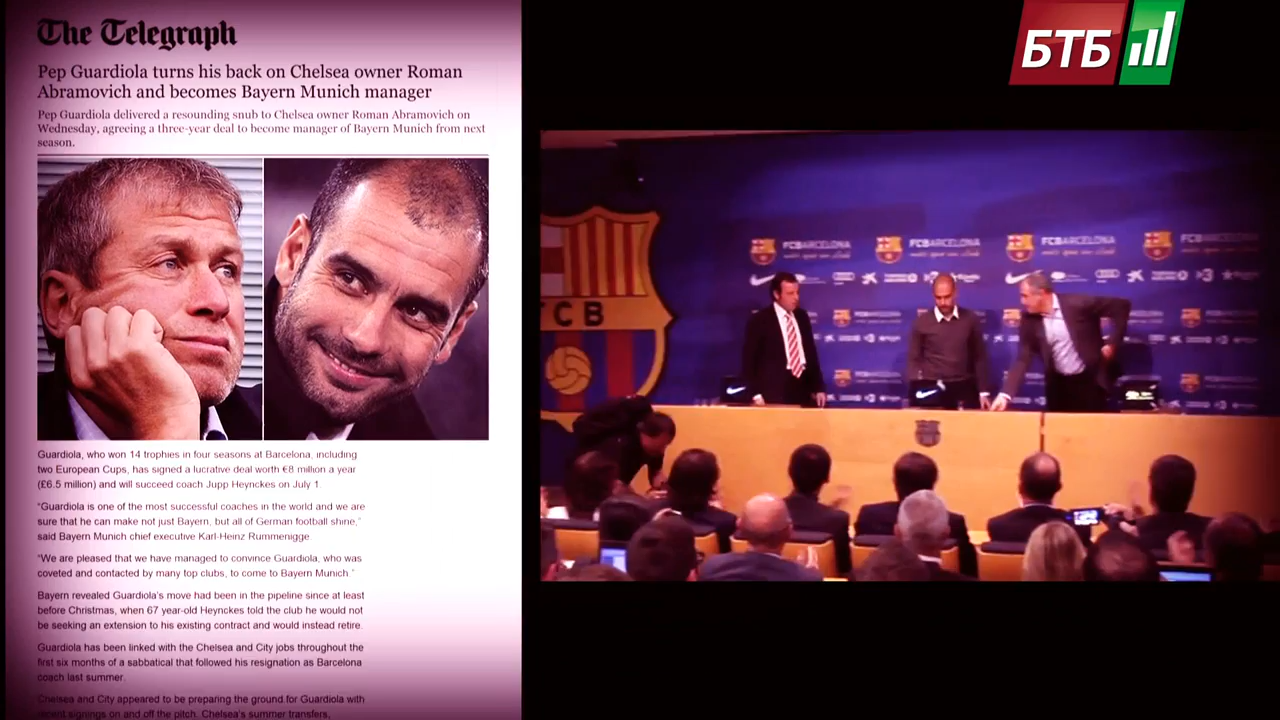 The Telegraph
Pep Guardiola turns his back on Chelsea owner Roman
Abramovich and becomes Bayern Munich manager
Pep Guardiola delivered a resounding snub to Chelsea owner Roman Abramovich on
Wednesday, agreeing a three-year deal to become manager of Bayern Munich from next
season.
Guardiola, who won 14 trophies in four seasons at Barcelona, including
two European Cups, has signed a lucrative deal worth €8 million a year
(£6.5 million) and will succeed coach Jupp Heynckes on July 1.
“Guardiola is one of the most successful coaches in the world and we are
sure that he can make not just Bayern, but all of German football shine,”
said Bayern Munich chief executive Karl-Heinz Rummenigge.
“We are pleased that we have managed to convince Guardiola, who was
coveted and contacted by many top clubs, to come to Bayern Munich.”
Bayern revealed Guardiola's move had been in the pipeline since at least
before Christmas, when 67 year-old Heynckes told the club he would not
be seeking an extension to his existing contract and would instead retire.
Guardiola has been linked with the Chelsea and City jobs throughout the
first six months of a sabbatical that followed his resignation as Barcelona
coach last summer.
Chelsea and City appeared to be preparing the ground for Guardiola with
recent signings on and off the pitch. Chelsea's summer transfers,
БТБ
FCBARCELONA
FCBARCELONA
FCBARCELONA
FCBARCELONA
FCB